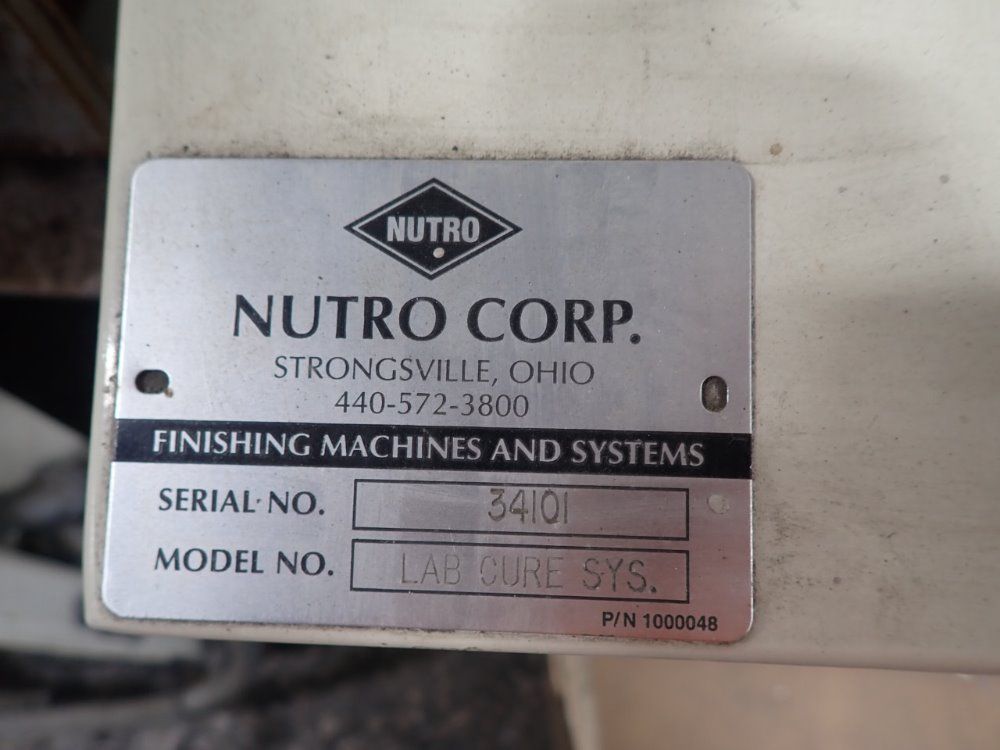 NUTRO
NUTRO CORP.
STRONGSVILLE, OHIO
440-572-3800
FINISHING MACHINES AND SYSTEMS
SERIAL NO. 34101
MODEL NO. LAB CURE SYS.
P/N 1000048